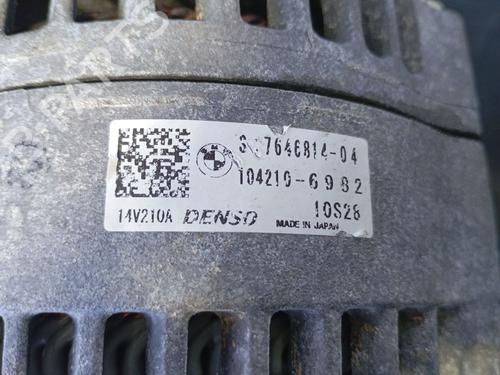 7646814-04
104210-6982
10S28
14V210A DENSO MADE IN JAPAN